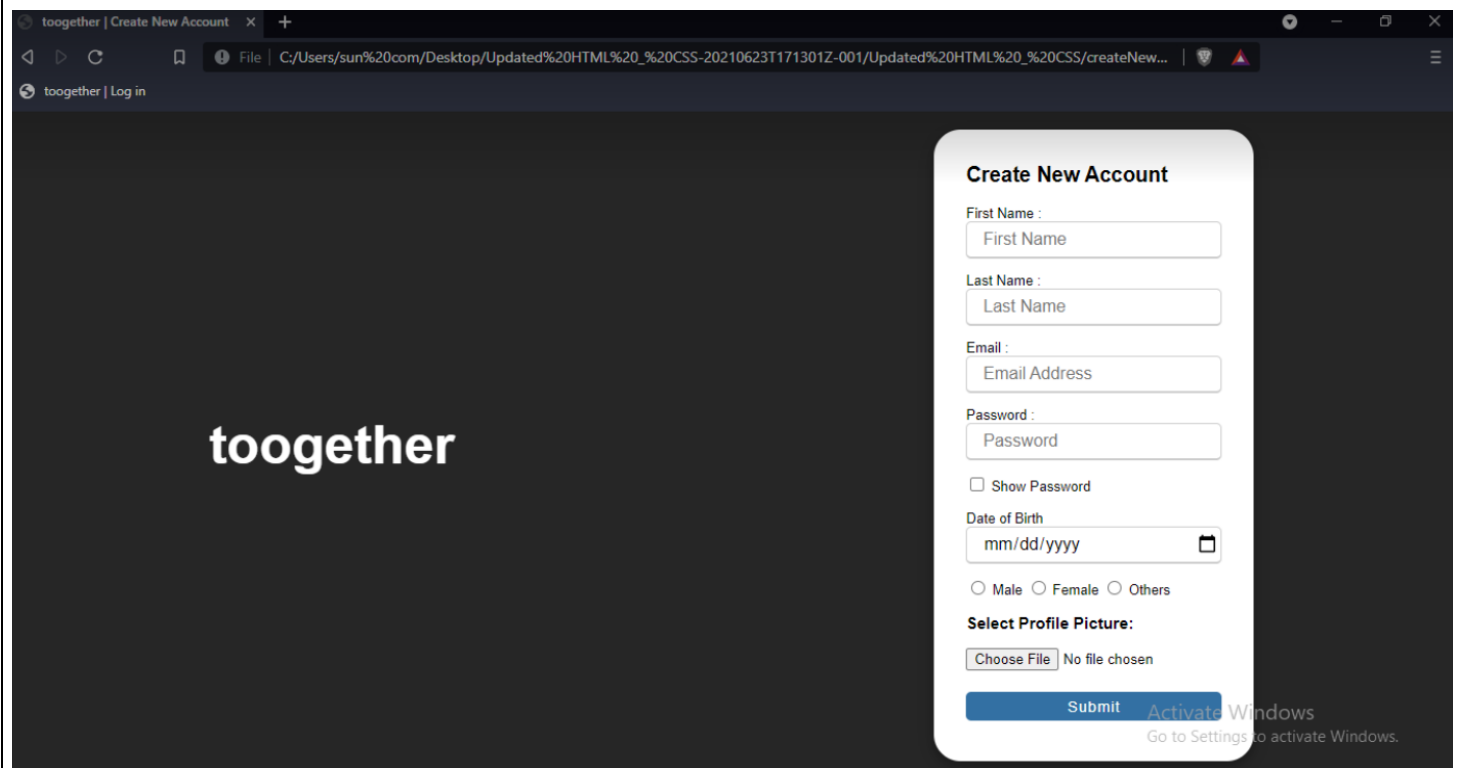 toogether | Create New Account
File C:/Users/sun%20com/Desktop/Updated%20HTML%20_%20CSS-20210623T171301Z-001/Updated%20HTML%20_%20CSS/createNew...
toogether | Log in
Create New Account
First Name :
First Name
Last Name :
Last Name
Email :
Email Address
Password :
Password
toogether
Show Password
Date of Birth
mm/dd/yyyy
Male Female Others
Select Profile Picture:
Choose File No file chosen
Submit
Activate Windows
Go to Settings to activate Windows.